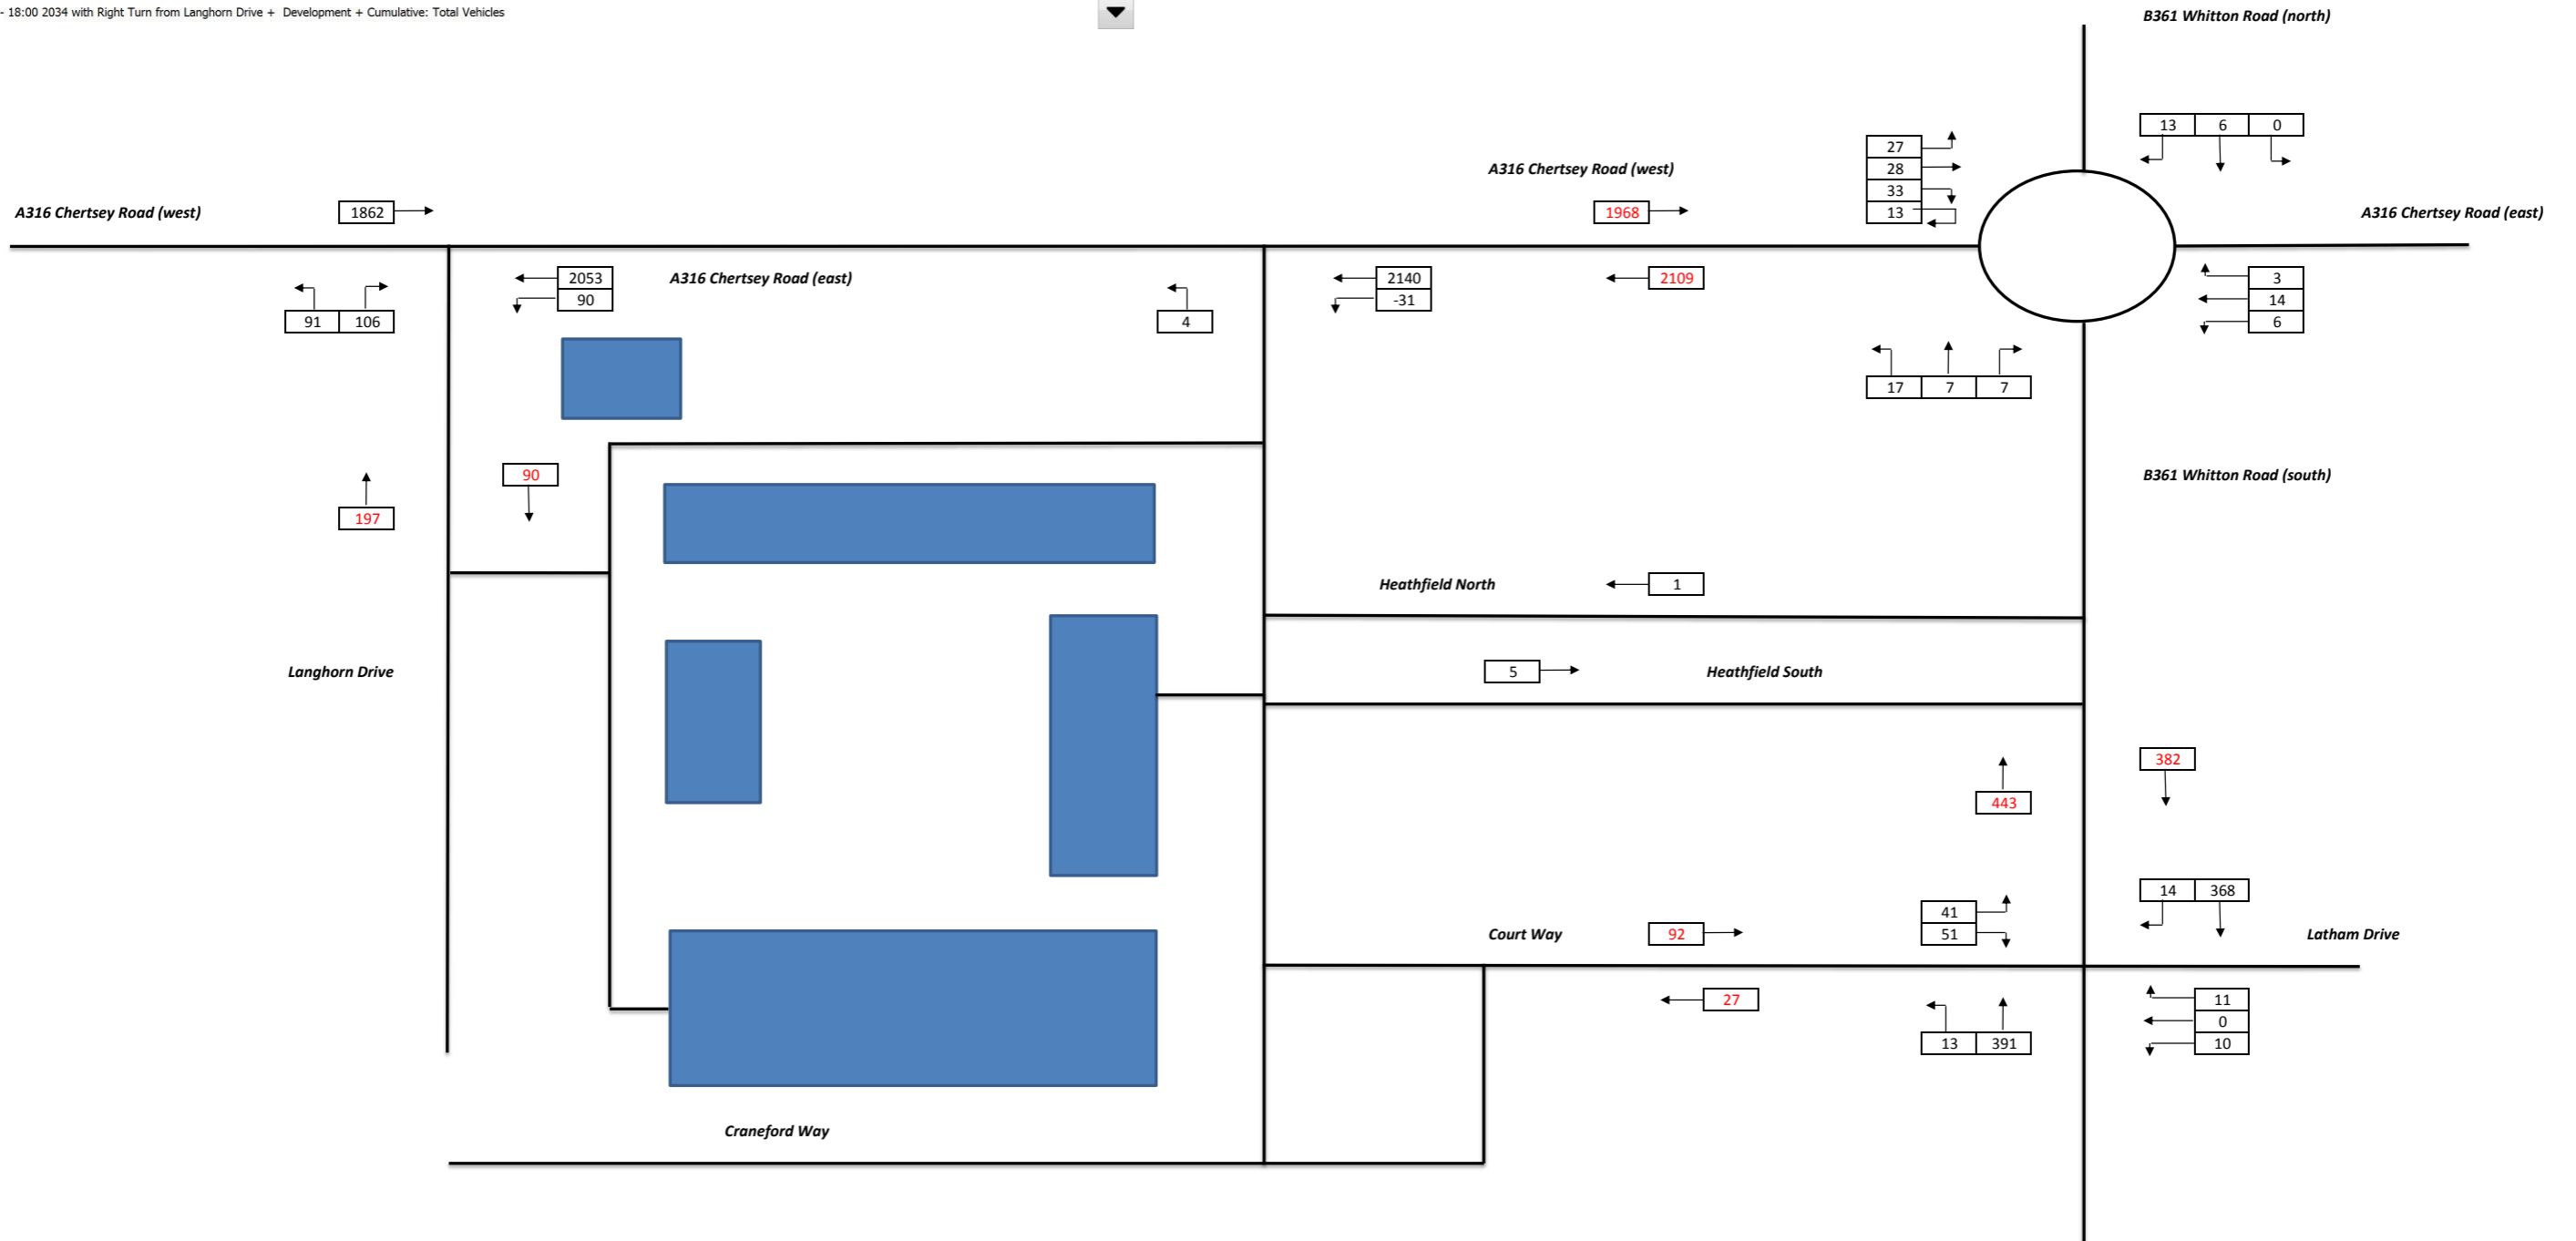 - 18:00 2034 with Right Turn from Langhorn Drive + Development + Cumulative: Total Vehicles
B361 Whitton Road (north)
13 6 0
27
28
33
13
A316 Chertsey Road (west)
1968
A316 Chertsey Road (west)
1862
A316 Chertsey Road (east)
2053
90
A316 Chertsey Road (east)
91 106
4
2140
-31
2109
3
14
6
17 7 7
90
197
B361 Whitton Road (south)
Heathfield North
1
Langhorn Drive
5
Heathfield South
382
443
14 368
41
51
Court Way
92
Latham Drive
27
13 391
11
0
10
Craneford Way